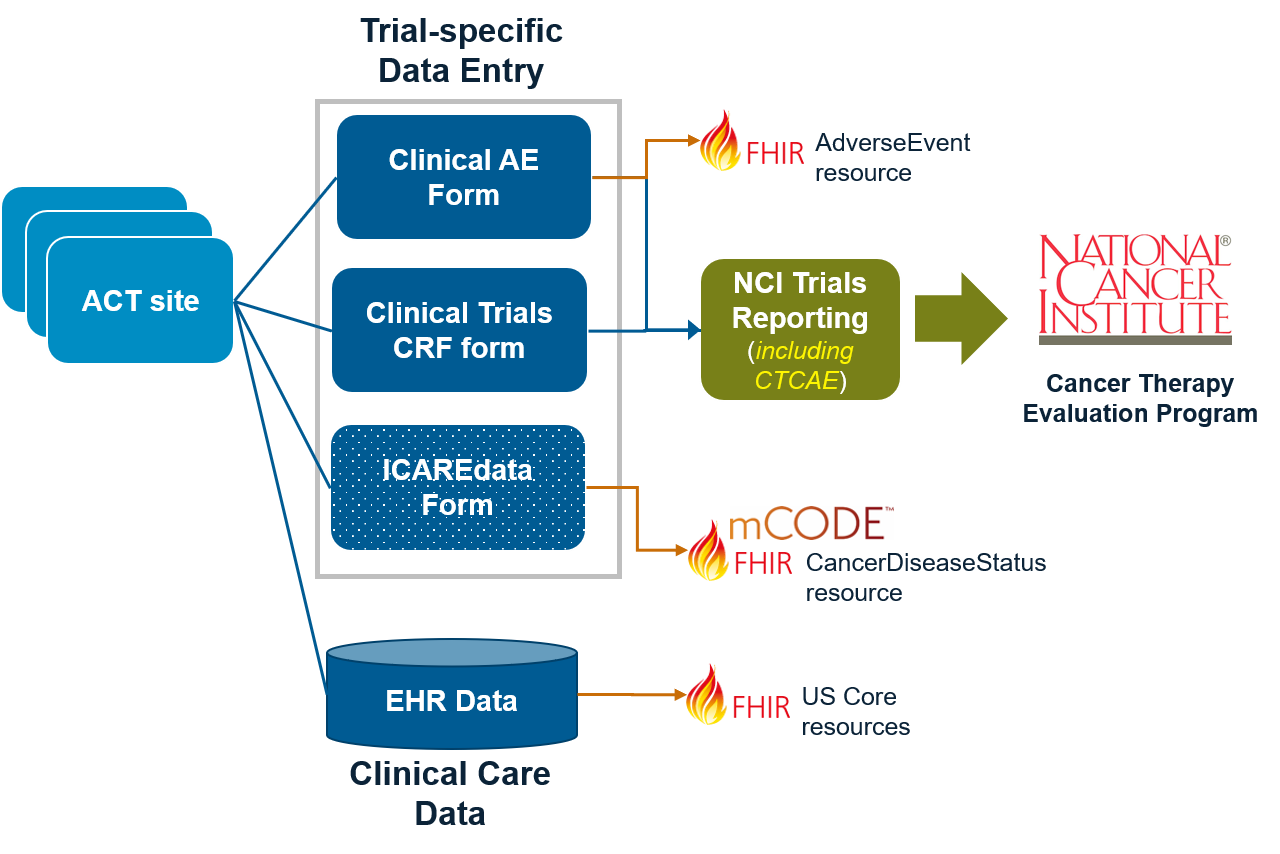 Trial-specific
Data Entry
Clinical AE
Form
FHIR
AdverseEvent
resource
ACT site
Clinical Trials
CRF form
NCI Trials
Reporting
(including
CTCAE)
NATIONAL®
CANCER
INSTITUTE
Cancer Therapy
Evaluation Program
ICAREdata
Form
mCODE™
FHIR
CancerDiseaseStatus
resource
EHR Data
FHIR
US Core
resources
Clinical Care
Data